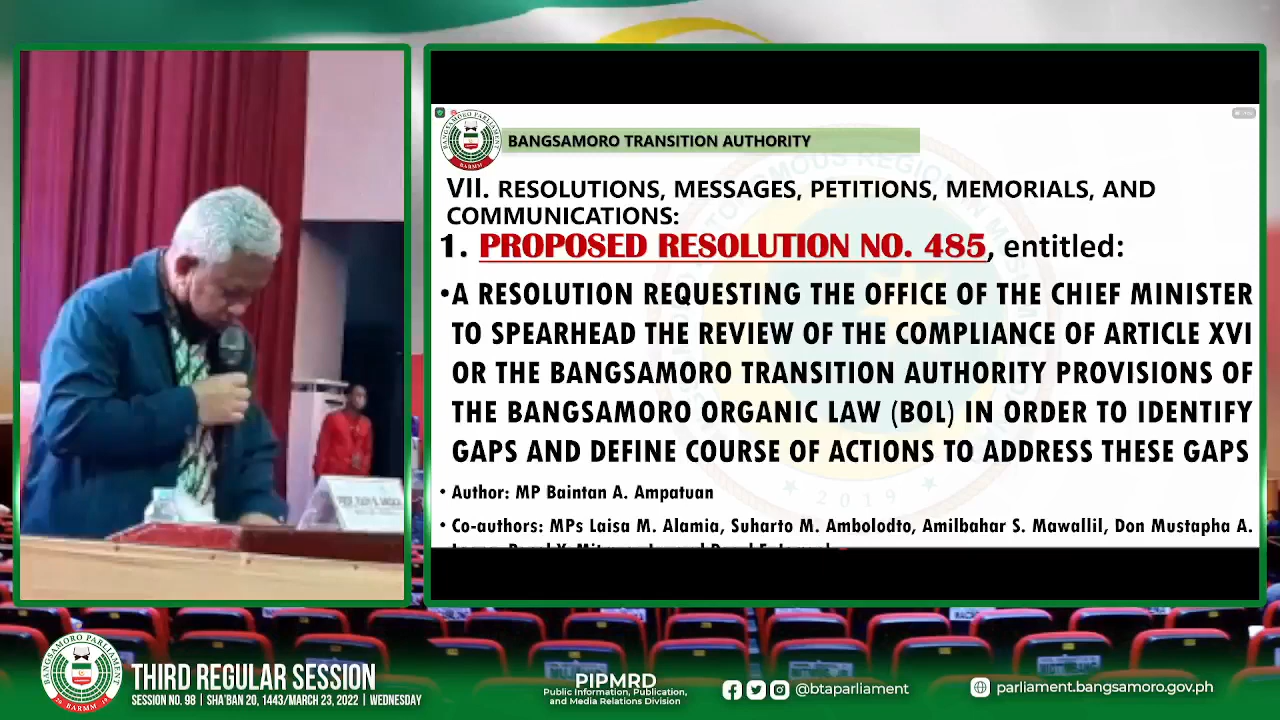 BANGSAMORO TRANSITION AUTHORITY
VII. RESOLUTIONS, MESSAGES, PETITIONS, MEMORIALS, AND
COMMUNICATIONS:
1. PROPOSED RESOLUTION NO. 485, entitled:
•A RESOLUTION REQUESTING THE OFFICE OF THE CHIEF MINISTER
TO SPEARHEAD THE REVIEW OF THE COMPLIANCE OF ARTICLE XVI
OR THE BANGSAMORO TRANSITION AUTHORITY PROVISIONS OF
THE BANGSAMORO ORGANIC LAW (BOL) IN ORDER TO IDENTIFY
GAPS AND DEFINE COURSE OF ACTIONS TO ADDRESS THESE GAPS
• Author: MP Baintan A. Ampatuan
• Co-authors: MPs Laisa M. Alamia, Suharto M. Ambolodto, Amilbahar S. Mawallil, Don Mustapha A.
2019
BANGSAMORO PARLIAMENT
BARMM
THIRD REGULAR SESSION
SESSION NO. 98 | SHA'BAN 20, 1443/MARCH 23, 2022 | WEDNESDAY
PIPMRD
Public Information, Publication,
and Media Relations Division
@btaparliament
parliament.bangsamoro.gov.ph